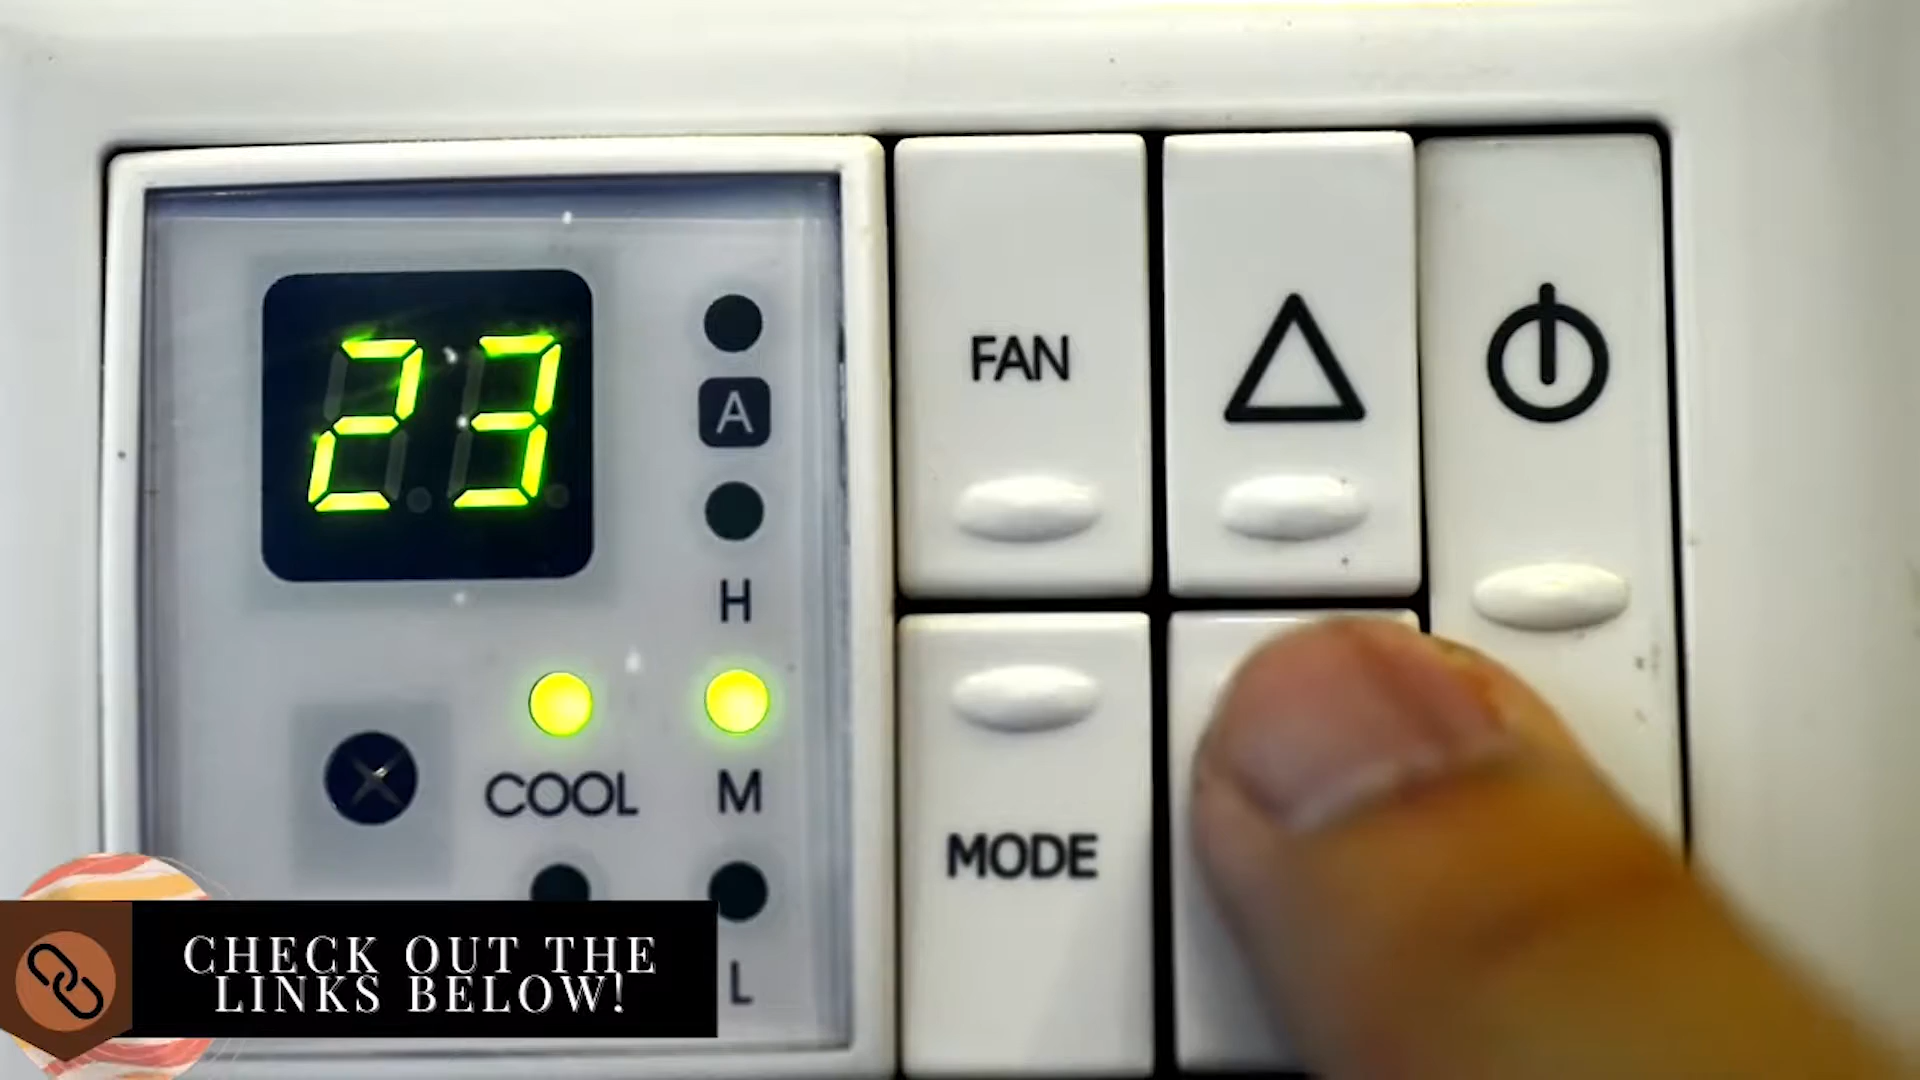 23
A
H
COOL
M
L
FAN
MODE
CHECK OUT THE
LINKS BELOW!